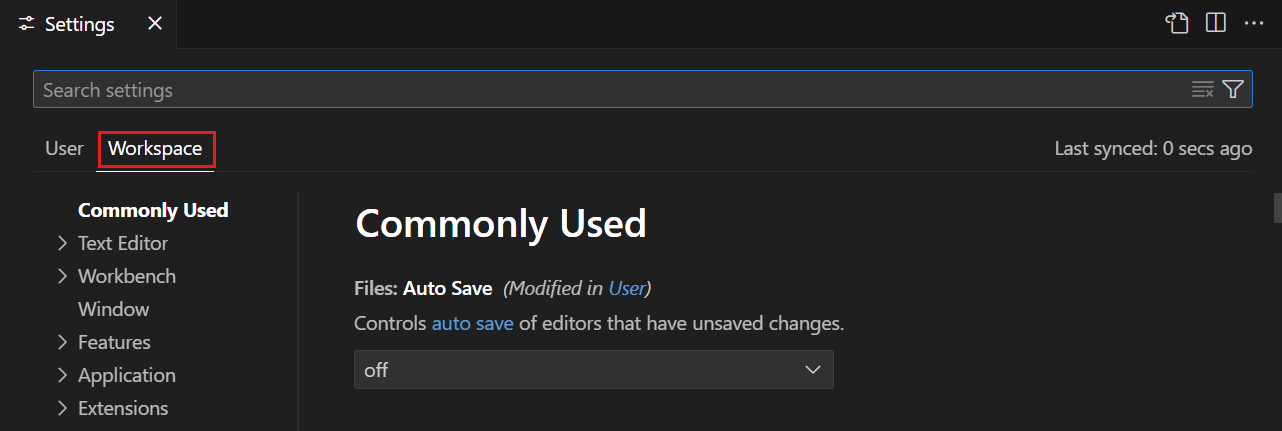 Settings
Search settings
User Workspace Last synced: 0 secs ago
Commonly Used
Text Editor
Workbench
Window
Features
Application
Extensions
Commonly Used
Files: Auto Save (Modified in User)
Controls auto save of editors that have unsaved changes.
off